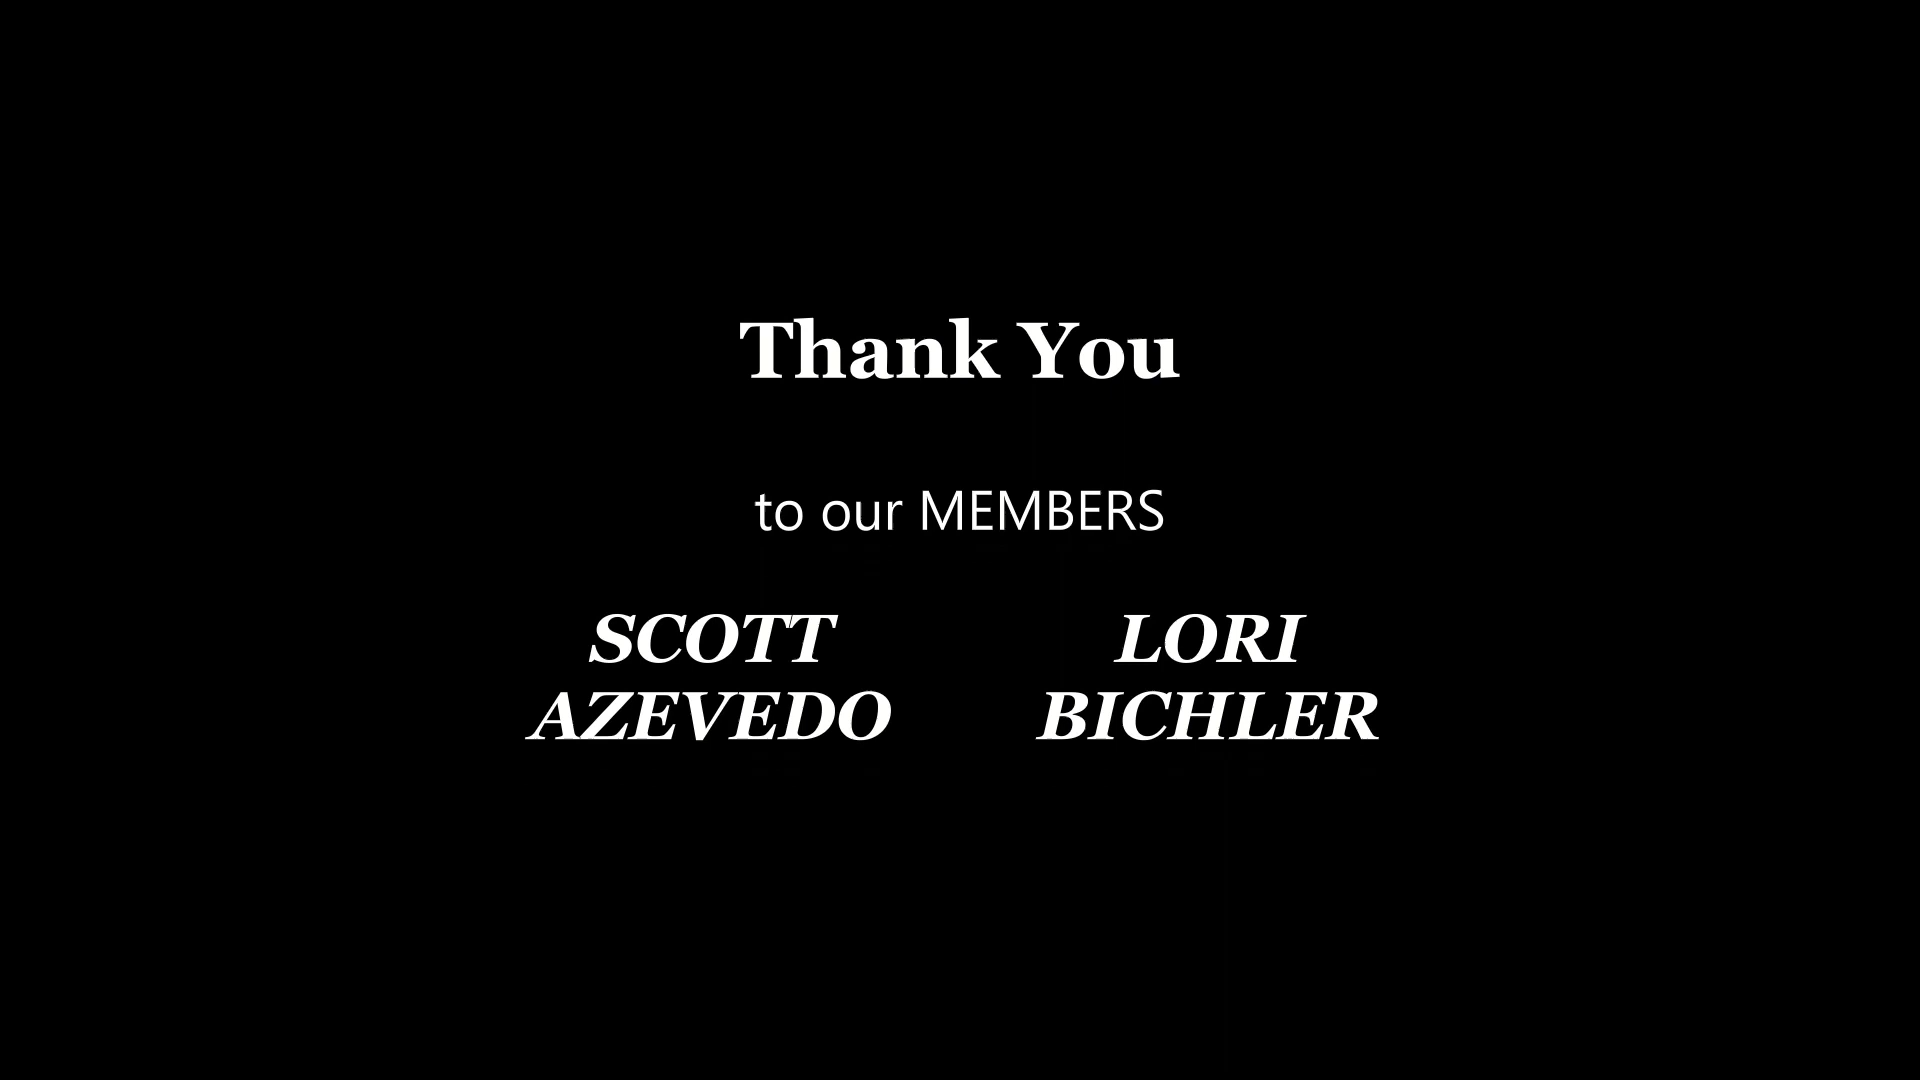 Thank You
to our MEMBERS
SCOTT
AZEVEDO
LORI
BICHLER